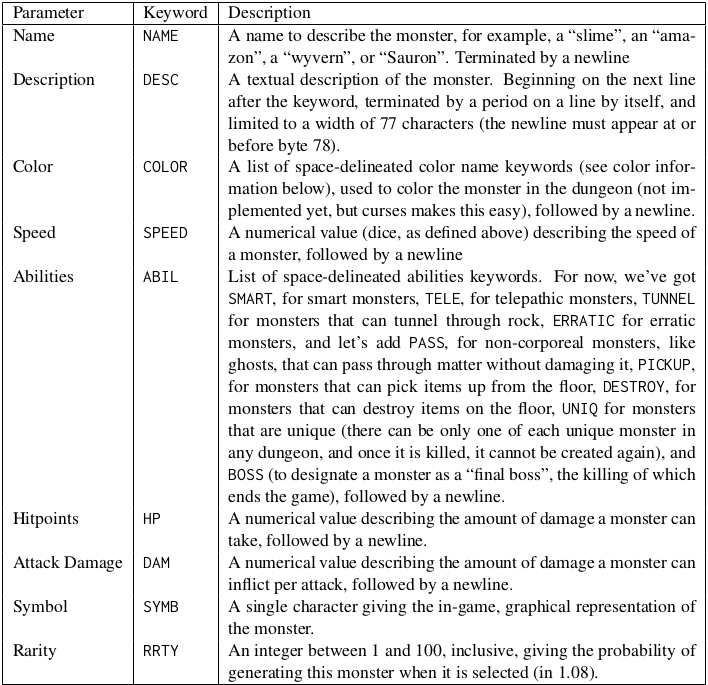 Parameter Keyword Description
Name NAME A name to describe the monster, for example, a “slime”, an “ama-
zon”, a “wyvern”, or “Sauron”. Terminated by a newline
Description DESC A textual description of the monster. Beginning on the next line
after the keyword, terminated by a period on a line by itself, and
limited to a width of 77 characters (the newline must appear at or
before byte 78).
Color COLOR A list of space-delineated color name keywords (see color infor-
mation below), used to color the monster in the dungeon (not im-
plemented yet, but curses makes this easy), followed by a newline.
Speed SPEED A numerical value (dice, as defined above) describing the speed of
a monster, followed by a newline
Abilities ABIL List of space-delineated abilities keywords. For now, we’ve got
SMART, for smart monsters, TELE, for telepathic monsters, TUNNEL
for monsters that can tunnel through rock, ERRATIC for erratic
monsters, and let’s add PASS, for non-corporeal monsters, like
ghosts, that can pass through matter without damaging it, PICKUP,
for monsters that can pick items up from the floor, DESTROY, for
monsters that can destroy items on the floor, UNIQ for monsters
that are unique (there can be only one of each unique monster in
any dungeon, and once it is killed, it cannot be created again), and
BOSS (to designate a monster as a “final boss”, the killing of which
ends the game), followed by a newline.
Hitpoints HP A numerical value describing the amount of damage a monster can
take, followed by a newline.
Attack Damage DAM A numerical value describing the amount of damage a monster can
inflict per attack, followed by a newline.
Symbol SYMB A single character giving the in-game, graphical representation of
the monster.
Rarity RRTY An integer between 1 and 100, inclusive, giving the probability of
generating this monster when it is selected (in 1.08).